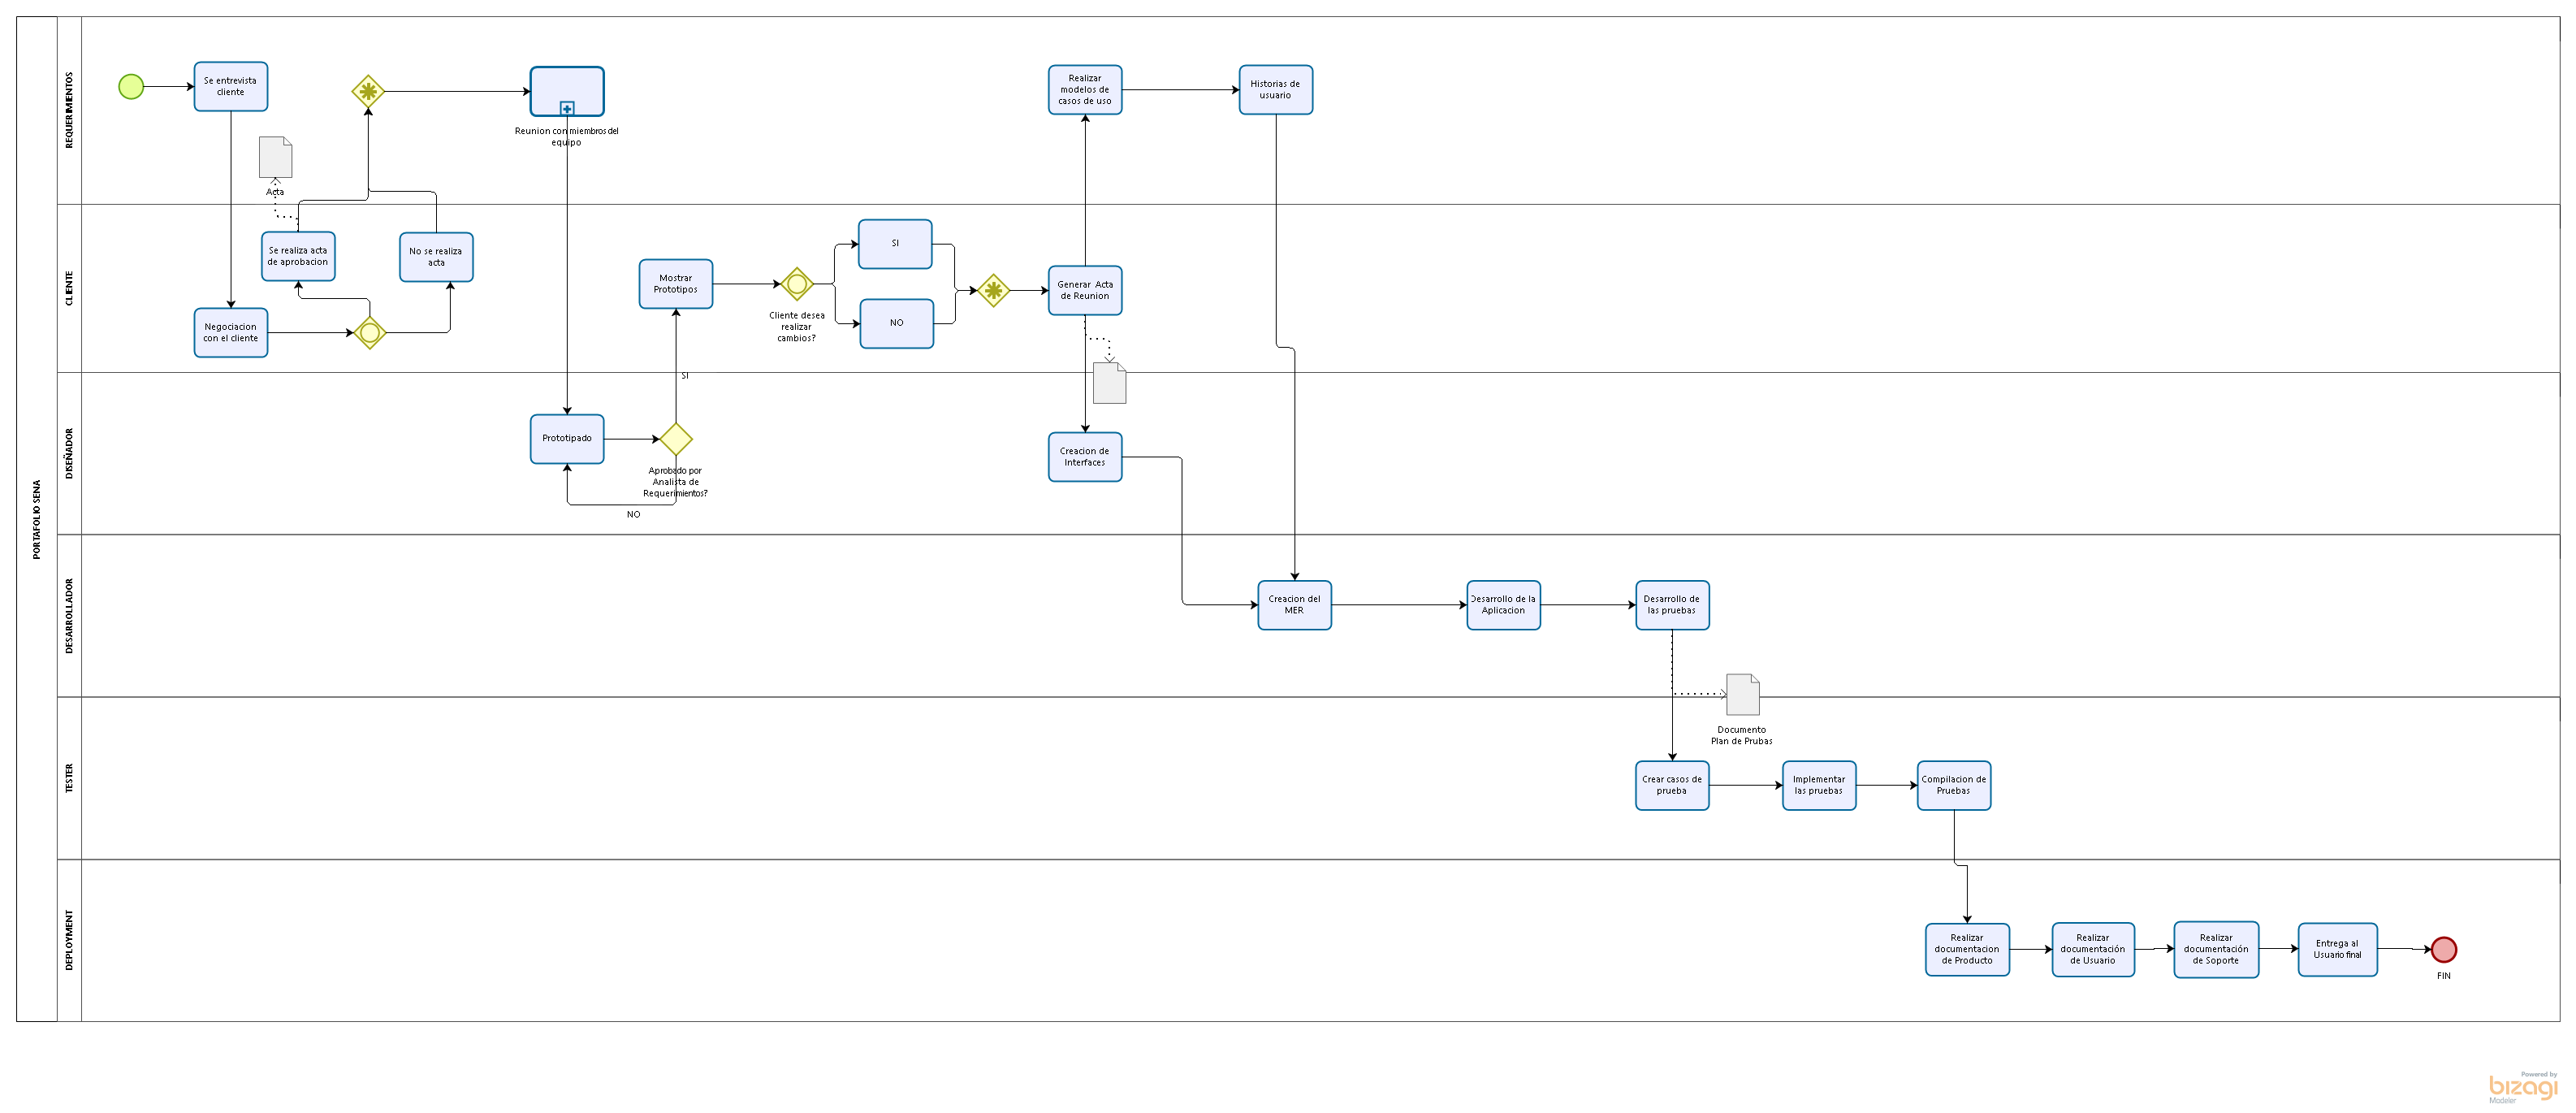 PORTAFOLIO SENA
REQUERIMIENTOS
Se entrevista
cliente
Acta
Reunion con miembros del
equipo
Realizar
modelos de
casos de uso
Historias de
usuario
CLIENTE
Se realiza acta
de aprobacion
No se realiza
acta
Negociacion
con el cliente
Mostrar
Prototipos
Cliente desea
realizar
cambios?
SI
NO
Generar Acta
de Reunion
SI
DISEÑADOR
Prototipado
Aprobado por
Analista de
Requerimientos?
NO
Creacion de
Interfaces
DESARROLLADOR
Creacion del
MER
Desarrollo de la
Aplicacion
Desarrollo de
las pruebas
TESTER
Documento
Plan de Prubas
Crear casos de
prueba
Implementar
las pruebas
Compilacion de
Pruebas
DEPLOYMENT
Realizar
documentacion
de Producto
Realizar
documentación
de Usuario
Realizar
documentación
de Soporte
Entrega al
Usuario final
FIN
Powered by
bizagi
Modeler